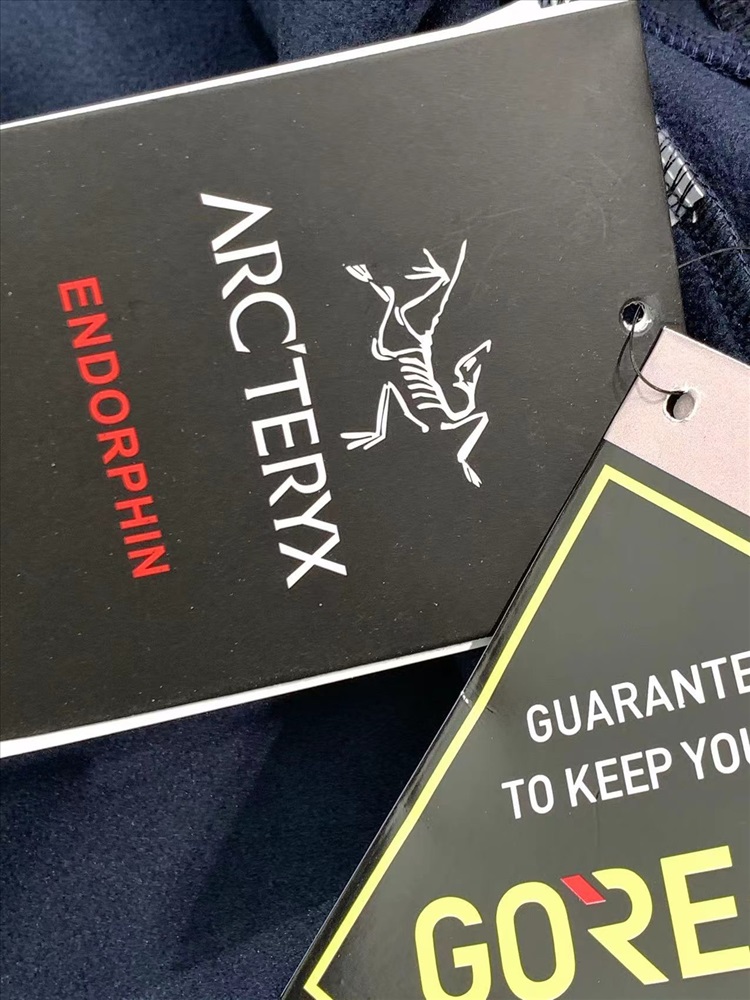 ARC'TERYX
ENDORPHIN
GUARANTE
TO KEEP YOU
GORE